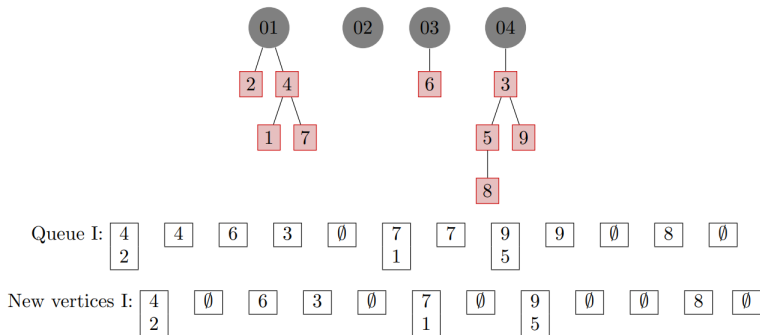 01 02 03 04
2 4 6 3
1 7 5 9
8
Queue I: 4 4 6 3 ∅ 7 7 9 9 ∅ 8 ∅
2 1 5
New vertices I: 4 ∅ 6 3 ∅ 7 ∅ 9 ∅ ∅ 8 ∅
2 1 5